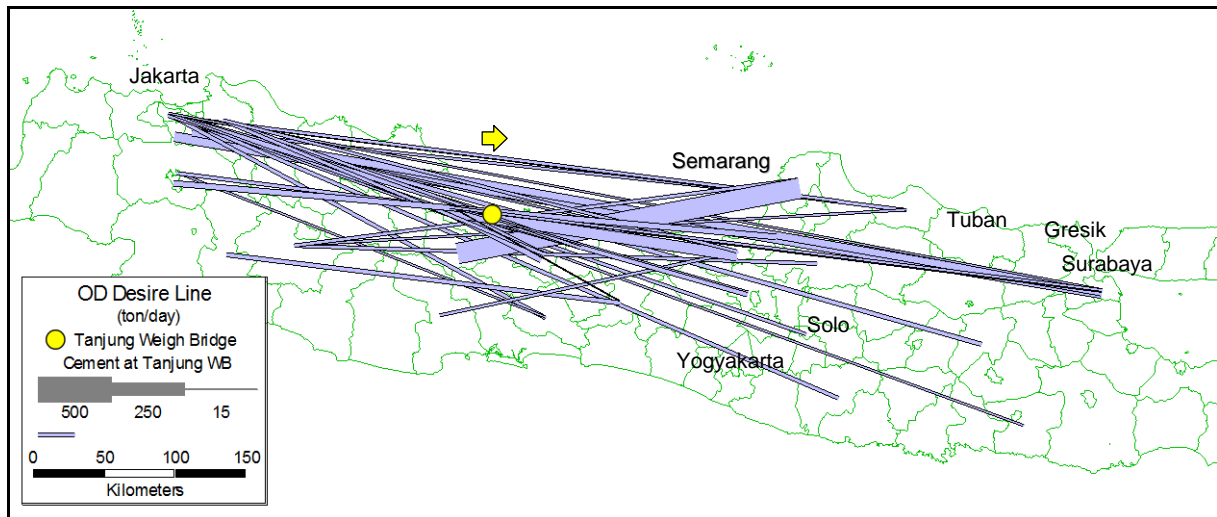 Jakarta
Semarang
Tuban
Gresik
Surabaya
Solo
Yogyakarta
OD Desire Line
(ton/day)
Tanjung Weigh Bridge
Cement at Tanjung WB
500 250 15
0 50 100 150
Kilometers